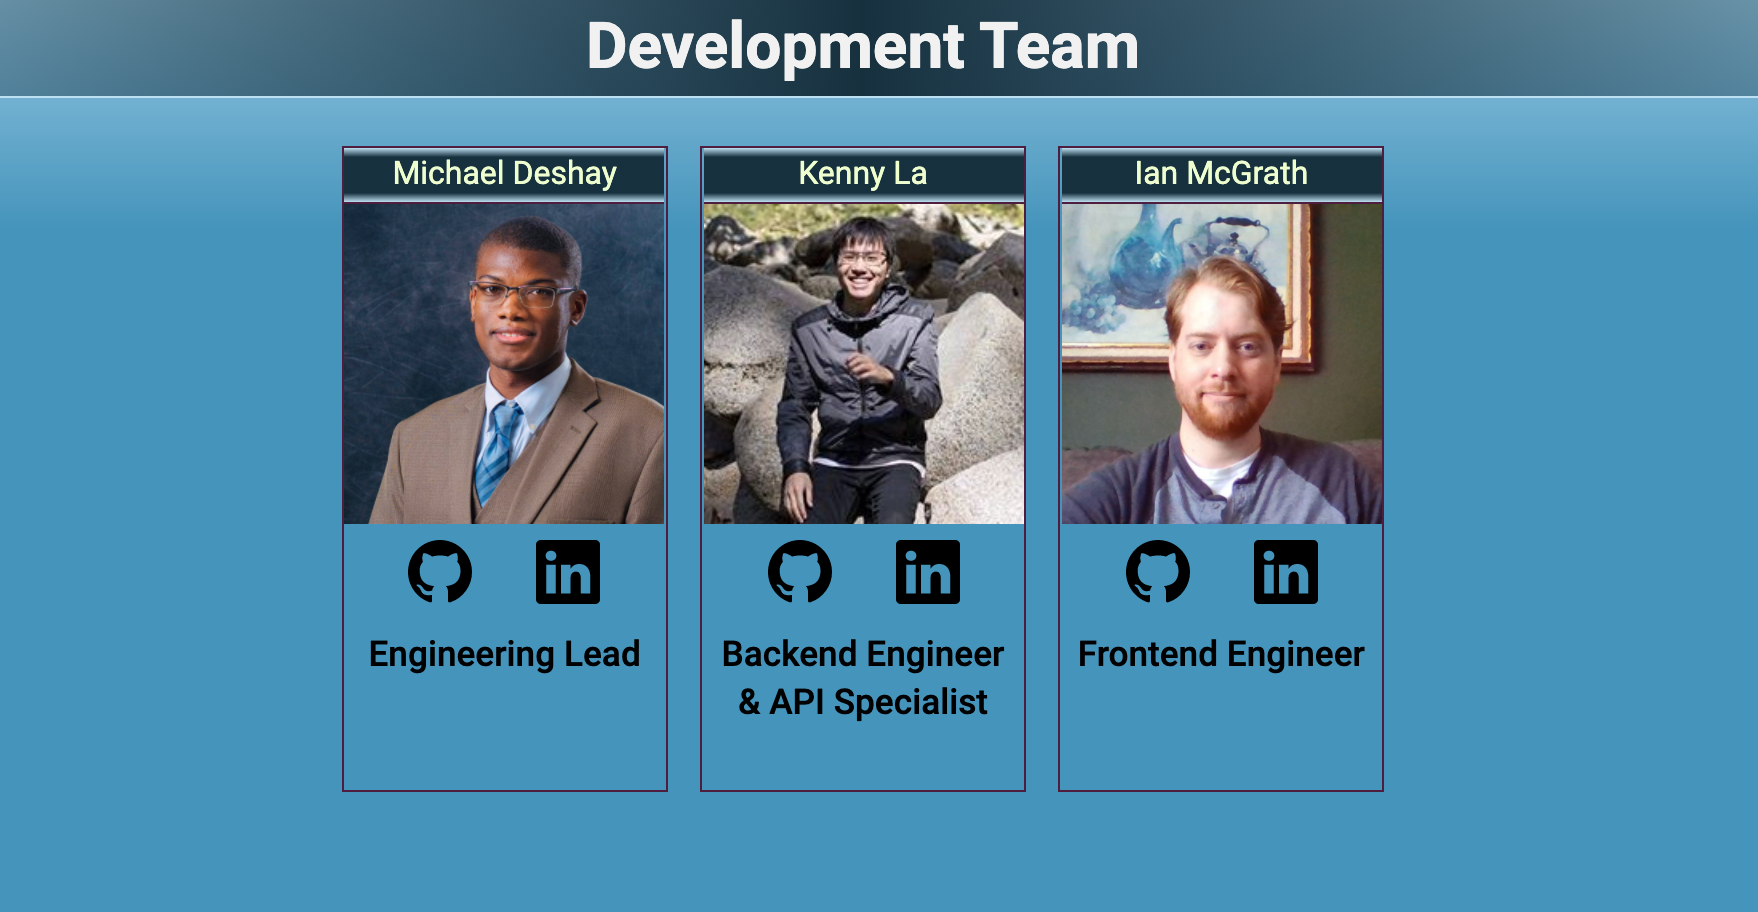 Development Team
Michael Deshay
Kenny La
Ian McGrath
in
in
in
Engineering Lead
Backend Engineer
& API Specialist
Frontend Engineer